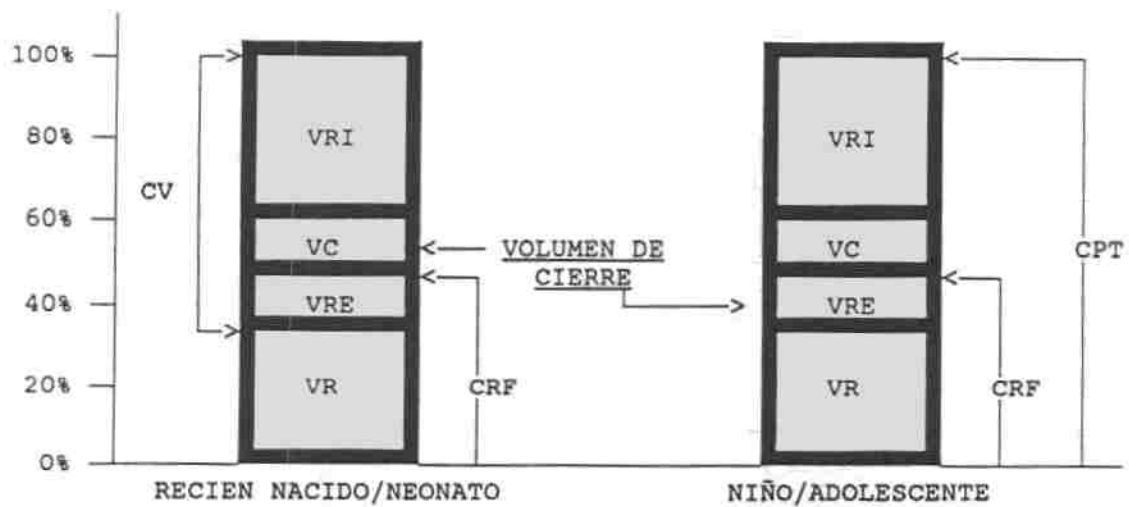 100%
80%
60%
40%
20%
0%
CV
VRI
VC
VRE
VR
CRF
VOLUMEN DE
CIERRE
VRI
VC
VRE
VR
CRF
CPT
RECIEN NACIDO/NEONATO
NIÑO/ADOLESCENTE